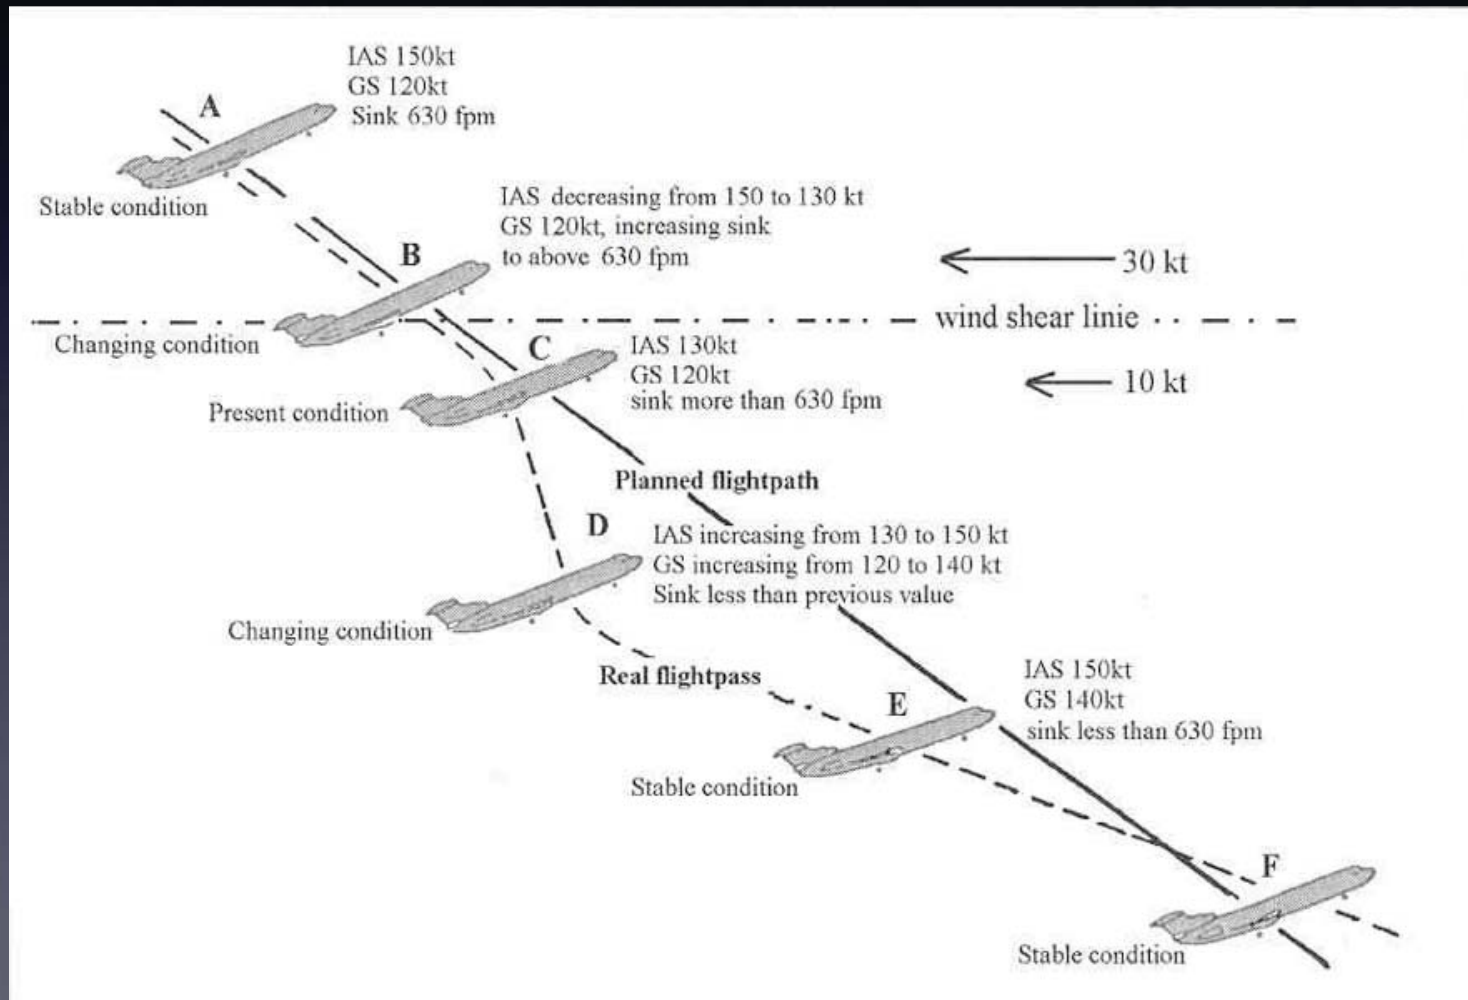 IAS 150kt
GS 120kt
Sink 630 fpm
A
Stable condition
IAS decreasing from 150 to 130 kt
GS 120kt, increasing sink
to above 630 fpm
B
30 kt
wind shear linie
Changing condition
C
IAS 130kt
GS 120kt
sink more than 630 fpm
10 kt
Present condition
Planned flightpath
D
IAS increasing from 130 to 150 kt
GS increasing from 120 to 140 kt
Sink less than previous value
Changing condition
Real flightpass
E
IAS 150kt
GS 140kt
sink less than 630 fpm
Stable condition
F
Stable condition